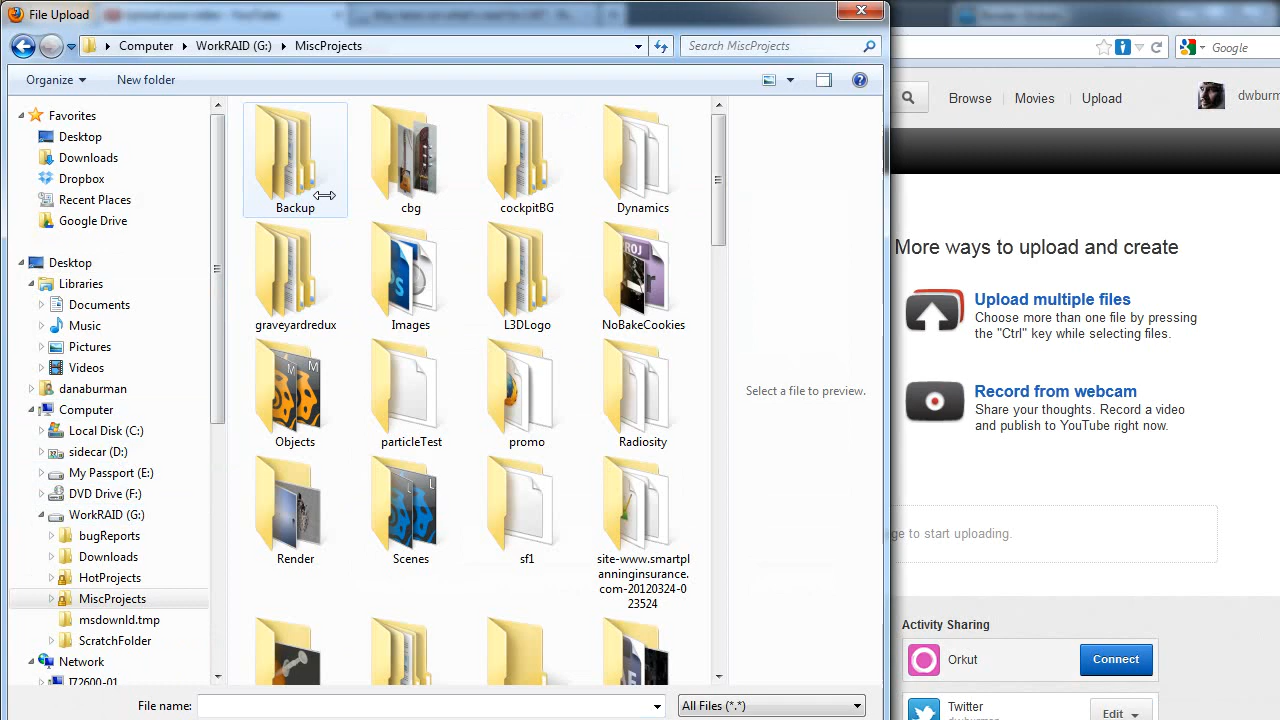 File Upload
Computer
WorkRAID (G:)
MiscProjects
Search MiscProjects
Organize
New folder
Favorites
Desktop
Downloads
Dropbox
Recent Places
Google Drive
Desktop
Libraries
Documents
Music
Pictures
Videos
danaburman
Computer
Local Disk (C:)
sidecar (D:)
My Passport (E:)
DVD Drive (F:)
WorkRAID (G:)
bugReports
Downloads
HotProjects
MiscProjects
msdownld.tmp
ScratchFolder
Network
I72600-01
Backup
cbg
cockpitBG
Dynamics
graveyardredux
Images
L3DLogo
NoBakeCookies
Objects
particleTest
promo
Radiosity
Render
Scenes
sf1
site-www.smartpl
anninginsurance.
com-20120324-0
23524
Select a file to preview.
File name:
All Files (*.*)
Google
Browse
Movies
Upload
dwburm
More ways to upload and create
Upload multiple files
Choose more than one file by pressing
the "Ctrl" key while selecting files.
Record from webcam
Share your thoughts. Record a video
and publish to YouTube right now.
ge to start uploading.
Activity Sharing
Orkut
Connect
Twitter
Edit